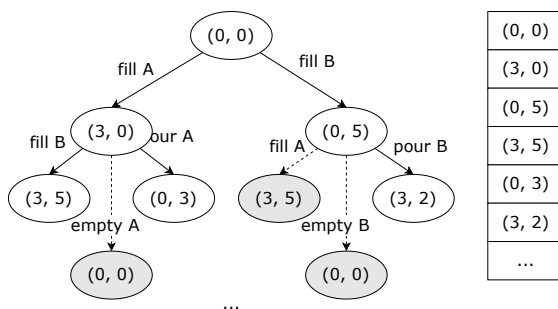 (0, 0)
fill A
fill B
(3, 0)
(0, 5)
fill B
our A
fill A
pour B
(3, 5)
(0, 3)
(3, 5)
(3, 2)
empty A
empty B
(0, 0)
(0, 0)
...
(0, 0)
(3, 0)
(0, 5)
(3, 5)
(0, 3)
(3, 2)
...